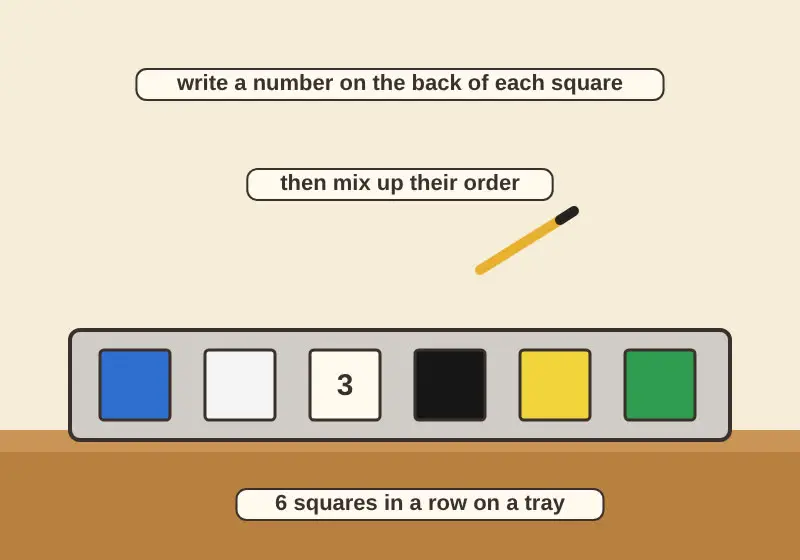 write a number on the back of each square
then mix up their order
3
6 squares in a row on a tray